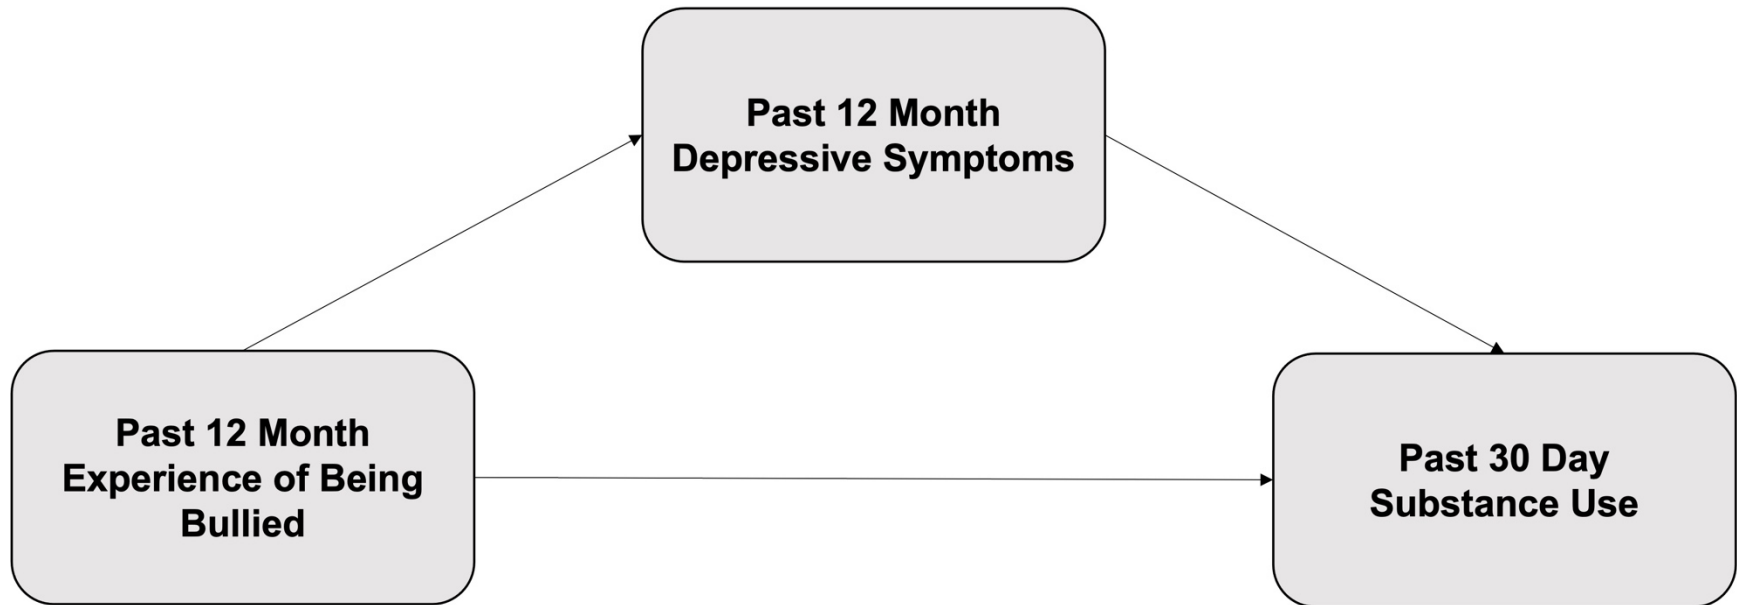 Past 12 Month
Depressive Symptoms
Past 12 Month
Experience of Being
Bullied
Past 30 Day
Substance Use